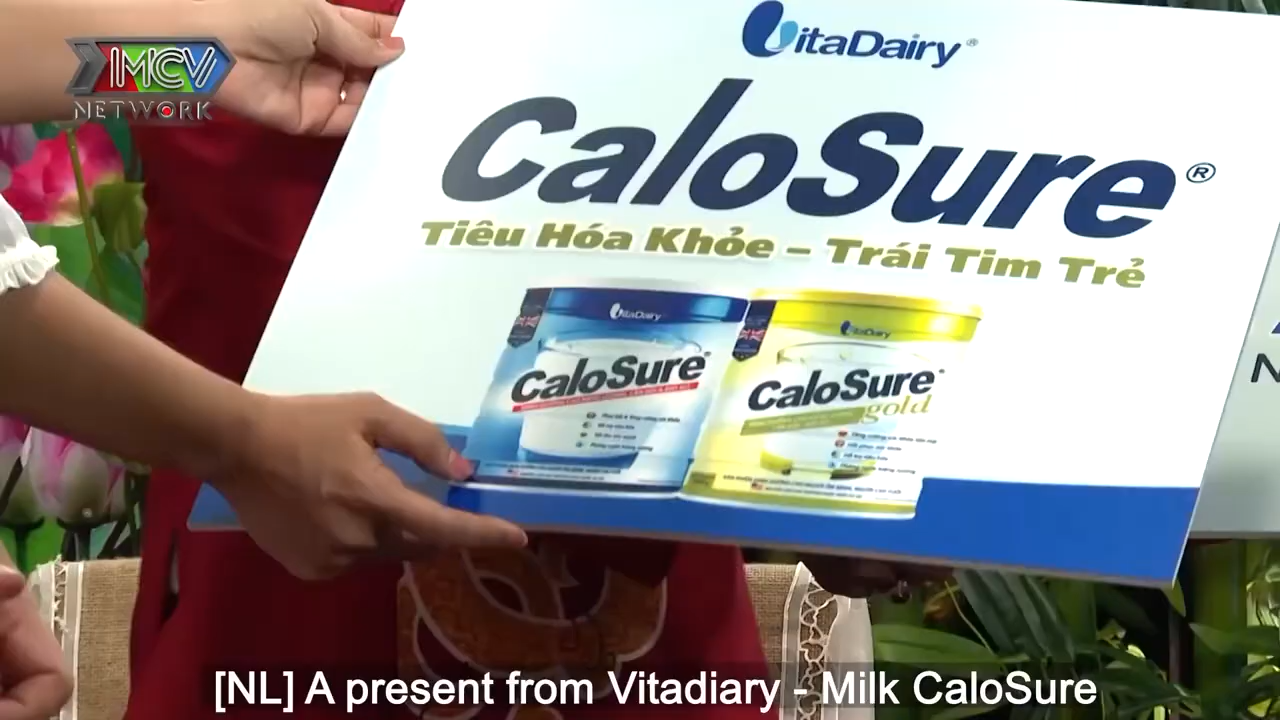 MCV
NETWORK
VitaDairy®
CaloSure®
Tiêu Hóa Khỏe – Trái Tim Trẻ
VitaDairy
CaloSure
VitaDairy
CaloSure
gold
N
[NL] A present from Vitadiary - Milk CaloSure